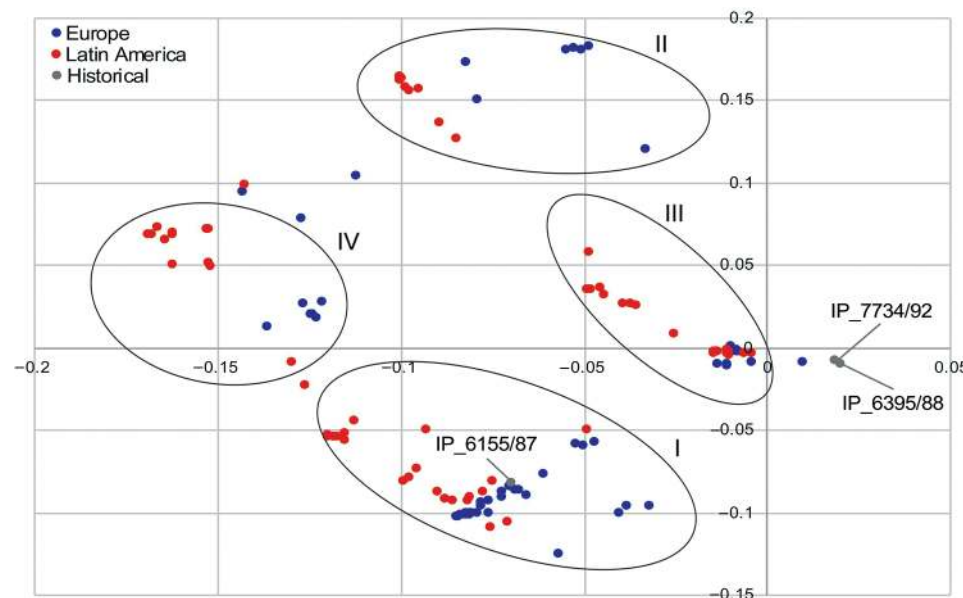 Europe
Latin America
Historical
0.2
II
0.15
0.1
III
IV
0.05
IP_7734/92
0
−0.2
−0.15
−0.1
−0.05
0
0.05
IP_6395/88
−0.05
I
IP_6155/87
−0.1
−0.15